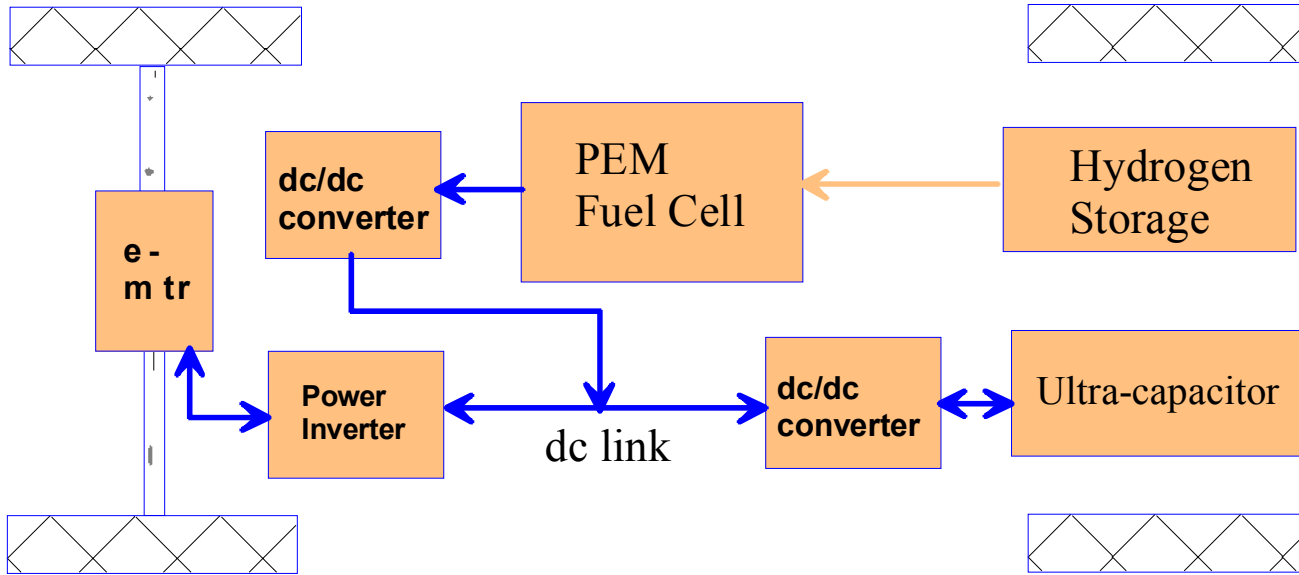 PEM
Fuel Cell
Hydrogen
Storage
dc/dc
converter
e -
m tr
Power
Inverter
dc link
dc/dc
converter
Ultra-capacitor